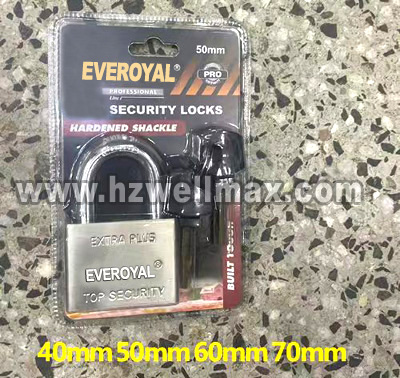 50mm
EVEROYAL®
PROFESSIONAL
Line
PRO
SECURITY LOCKS
HARDENED SHACKLE
www.hzwellmax.com
EXTRA PLUS
EVEROYAL®
TOP SECURITY
BUILT TOUGH
40mm 50mm 60mm 70mm